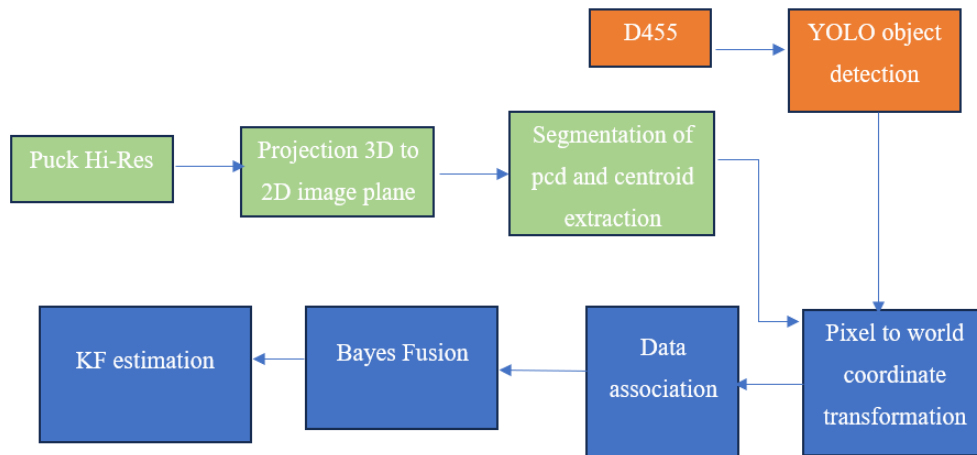 D455
YOLO object
detection
Puck Hi-Res
Projection 3D to
2D image plane
Segmentation of
pcd and centroid
extraction
KF estimation
Bayes Fusion
Data
association
Pixel to world
coordinate
transformation